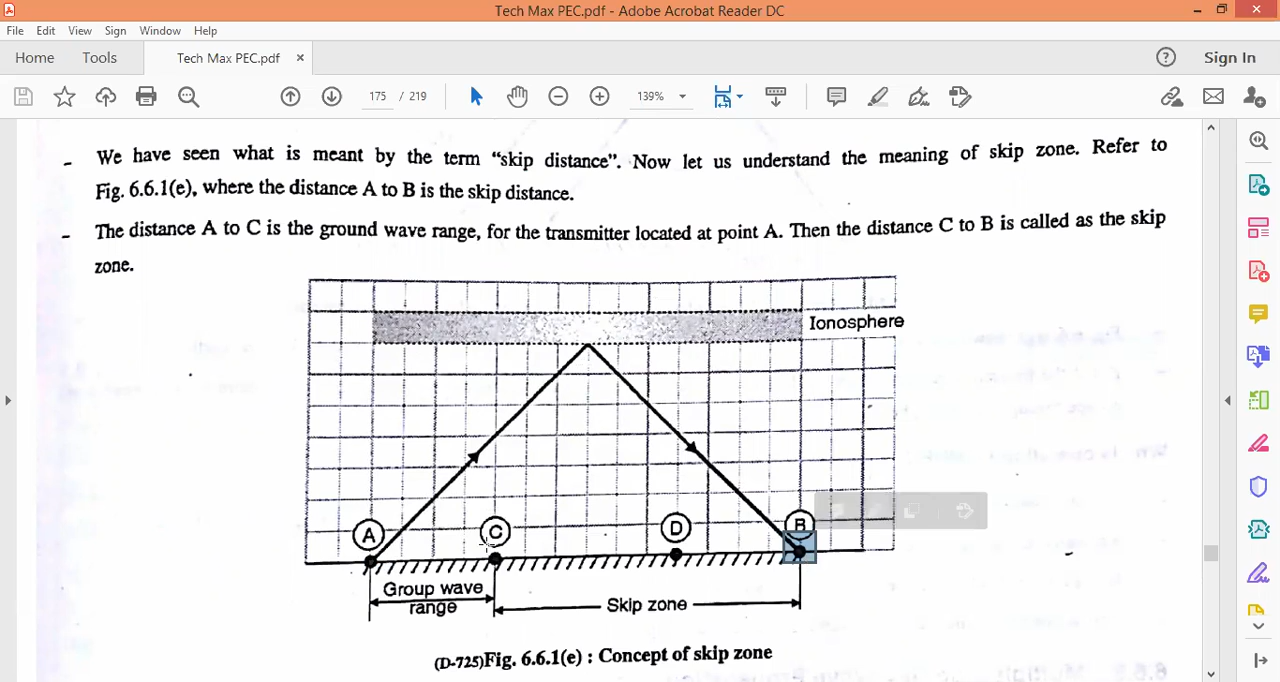 Tech Max PEC.pdf - Adobe Acrobat Reader DC
File Edit View Sign Window Help
Home Tools Tech Max PEC.pdf × Sign In
175 / 219 139%
- We have seen what is meant by the term "skip distance". Now let us understand the meaning of skip zone. Refer to
Fig. 6.6.1(e), where the distance A to B is the skip distance.
- The distance A to C is the ground wave range, for the transmitter located at point A. Then the distance C to B is called as the skip
zone.
Ionosphere
A C D B
Group wave
range
Skip zone
(D-725)Fig. 6.6.1(e) : Concept of skip zone